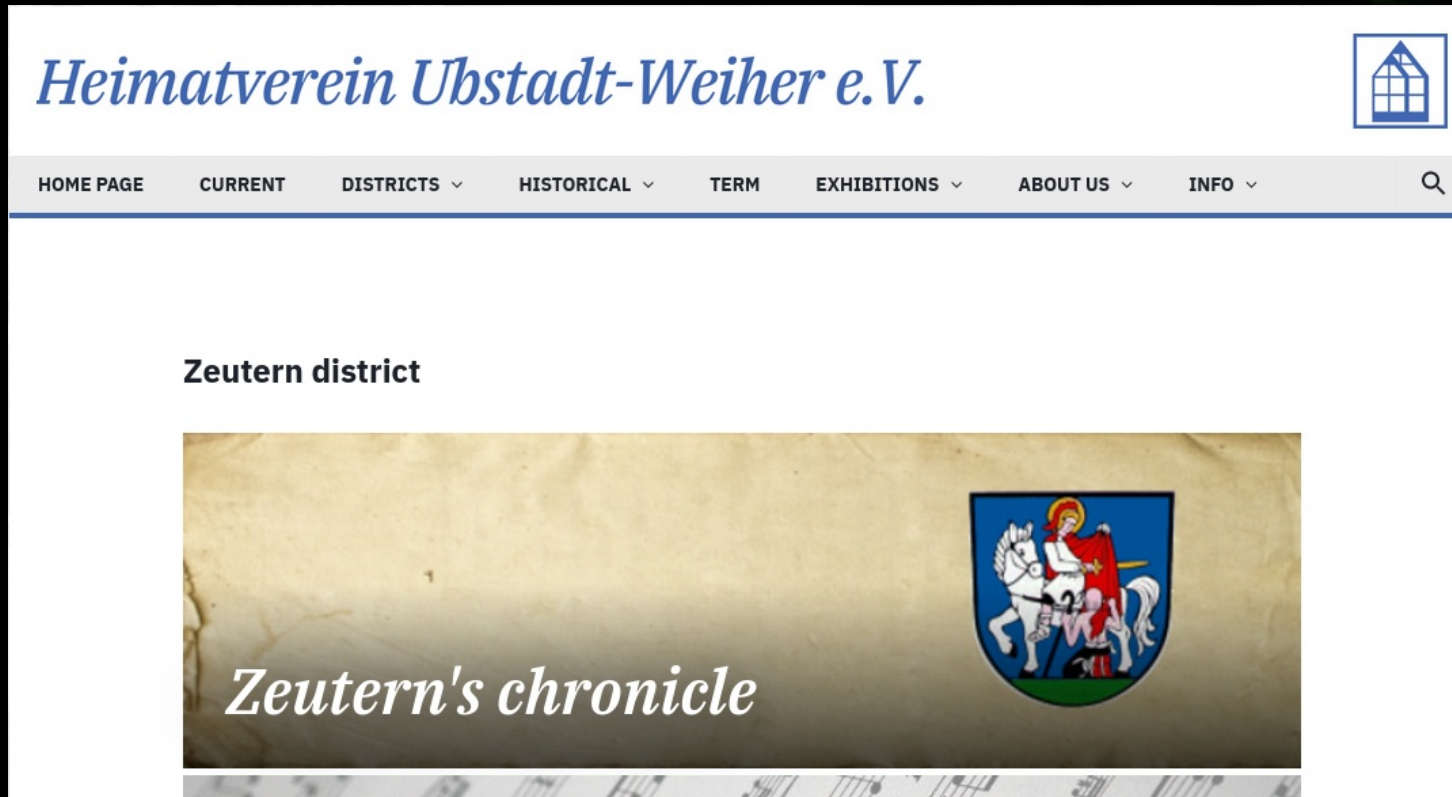 Heimatverein Ubstadt-Weiher e.V.
HOME PAGE CURRENT DISTRICTS HISTORICAL TERM EXHIBITIONS ABOUT US INFO
Zeutern district
Zeutern's chronicle